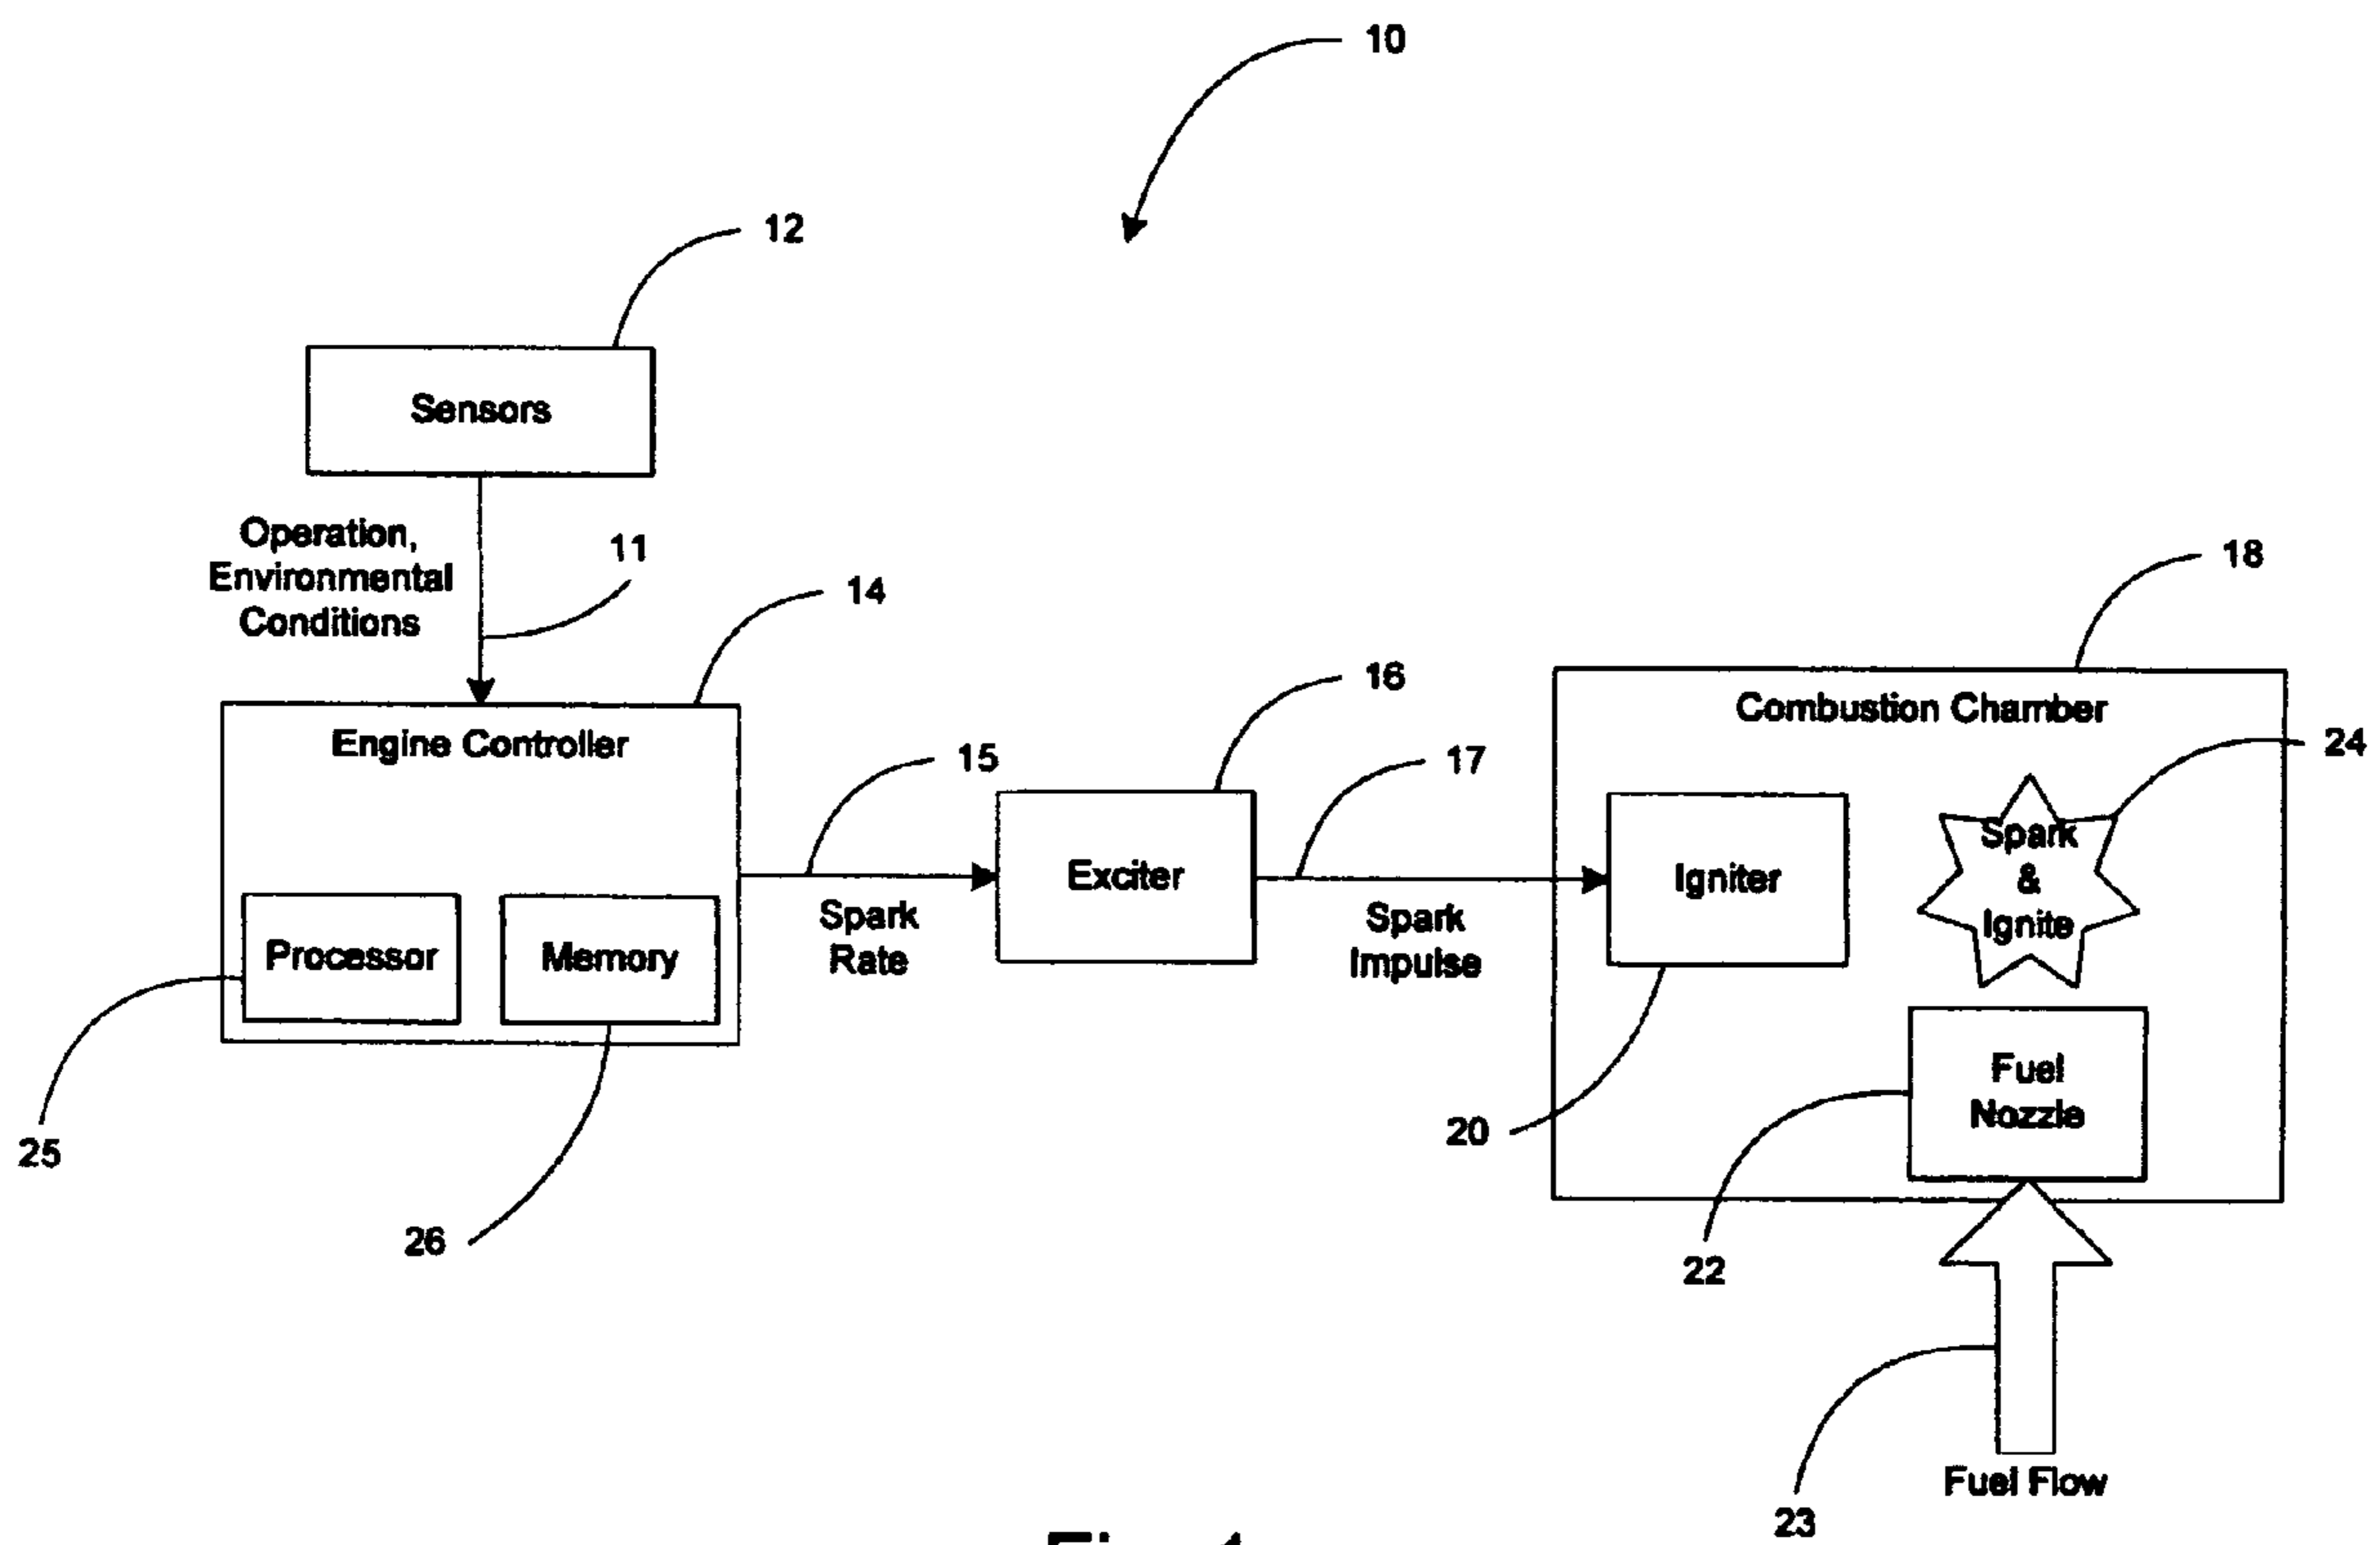 10
12
Sensors
Operation,
Environmental
Conditions
11
14
Engine Controller
Processor
Memory
25
26
15
Spark
Rate
16
Exciter
17
Spark
Impulse
18
Combustion Chamber
24
Igniter
Spark
&
Ignite
20
Fuel
Nozzle
22
23
Fuel Flow